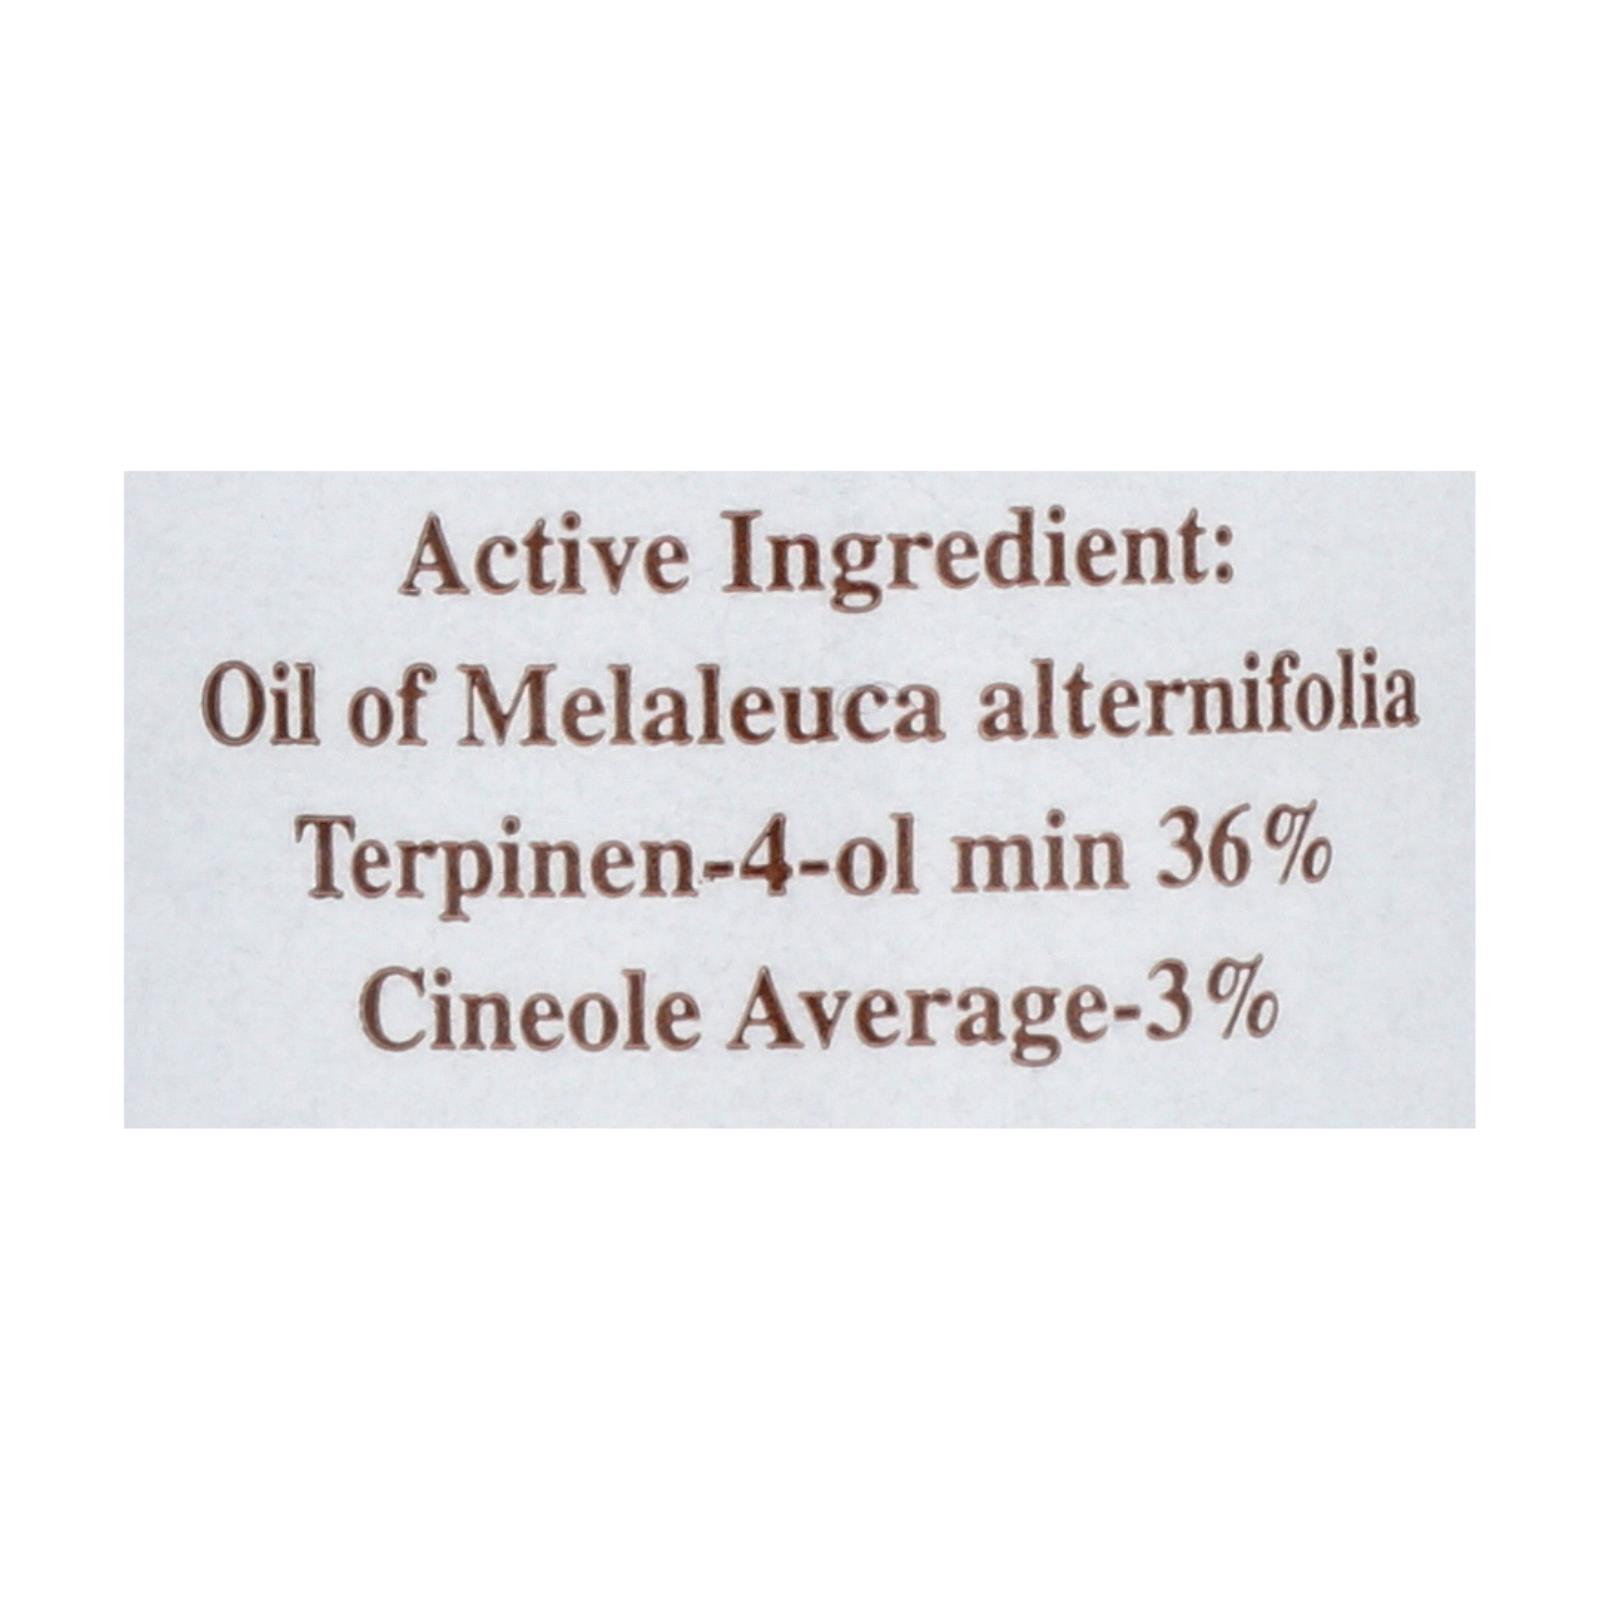 Active Ingredient:
Oil of Melaleuca alternifolia
Terpinen-4-ol min 36%
Cineole Average-3%